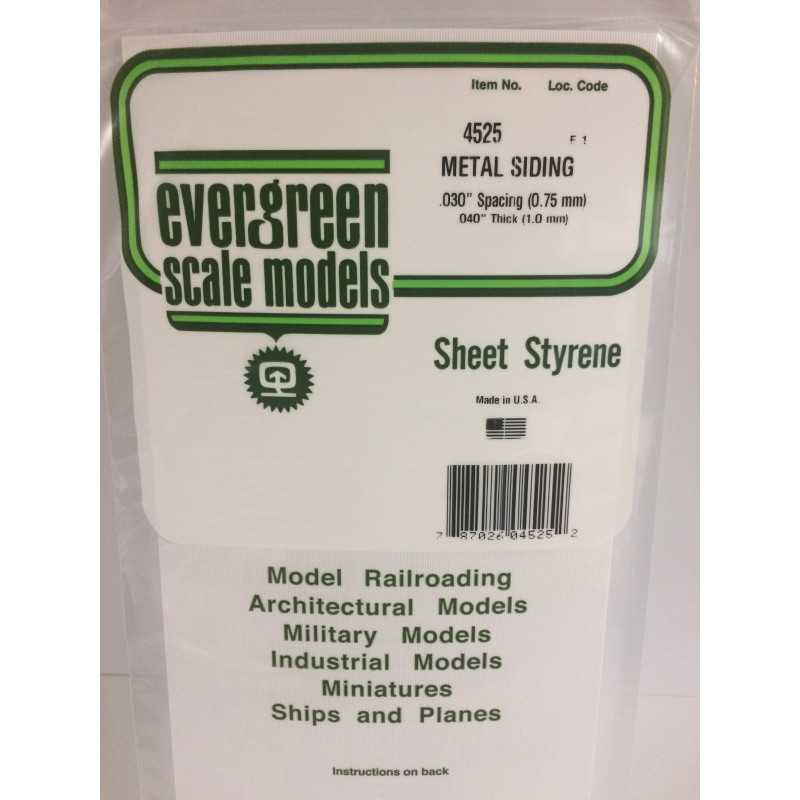 Item No. Loc. Code
4525 F 1
METAL SIDING
.030" Spacing (0.75 mm)
.040" Thick (1.0 mm)
evergreen
scale models
Sheet Styrene
Made in U.S.A.
7 87026 04525 2
Model Railroading
Architectural Models
Military Models
Industrial Models
Miniatures
Ships and Planes
Instructions on back